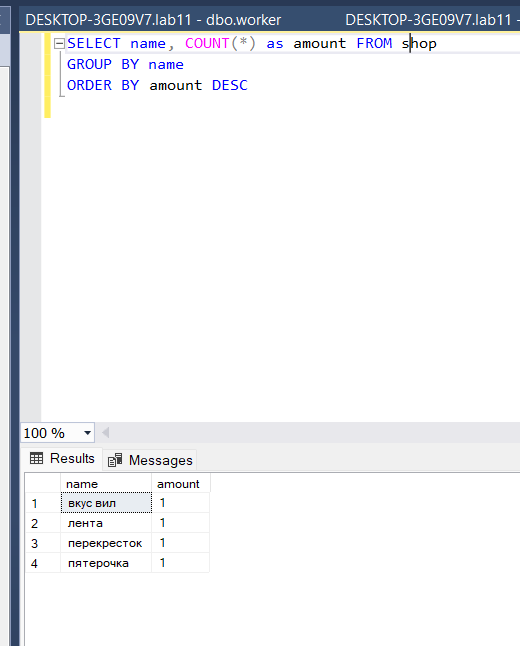 DESKTOP-3GE09V7.lab11 - dbo.worker DESKTOP-3GE09V7.lab11 -
SELECT name, COUNT(*) as amount FROM shop
GROUP BY name
ORDER BY amount DESC
100 %
Results Messages
name amount
1 вкус вил 1
2 лента 1
3 перекресток 1
4 пятерочка 1